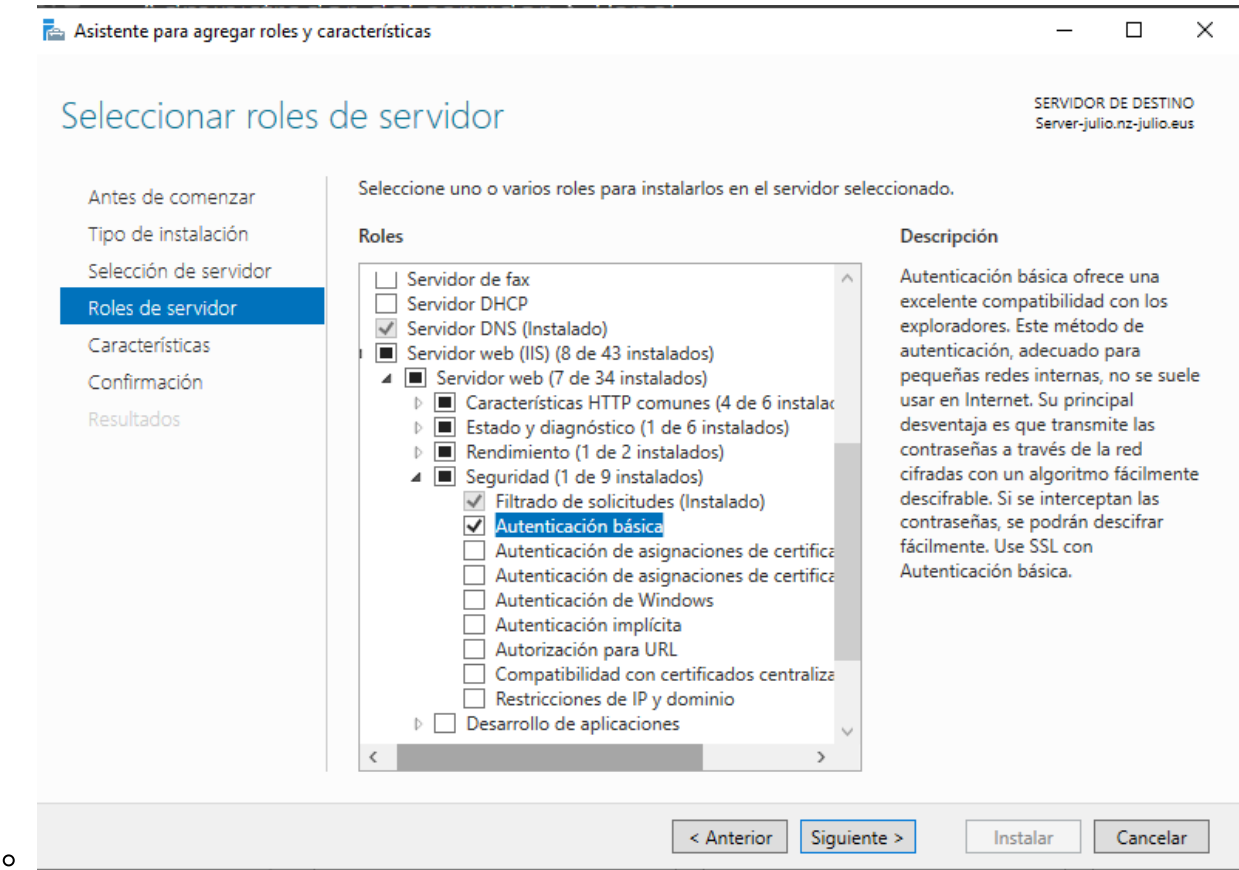 Asistente para agregar roles y características
Seleccionar roles de servidor
SERVIDOR DE DESTINO
Server-julio.nz-julio.eus
Antes de comenzar
Tipo de instalación
Selección de servidor
Roles de servidor
Características
Confirmación
Resultados
Seleccione uno o varios roles para instalarlos en el servidor seleccionado.
Roles
Servidor de fax
Servidor DHCP
Servidor DNS (Instalado)
Servidor web (IIS) (8 de 43 instalados)
Servidor web (7 de 34 instalados)
Características HTTP comunes (4 de 6 instalac
Estado y diagnóstico (1 de 6 instalados)
Rendimiento (1 de 2 instalados)
Seguridad (1 de 9 instalados)
Filtrado de solicitudes (Instalado)
Autenticación básica
Autenticación de asignaciones de certifica
Autenticación de asignaciones de certifica
Autenticación de Windows
Autenticación implícita
Autorización para URL
Compatibilidad con certificados centraliza
Restricciones de IP y dominio
Desarrollo de aplicaciones
Descripción
Autenticación básica ofrece una
excelente compatibilidad con los
exploradores. Este método de
autenticación, adecuado para
pequeñas redes internas, no se suele
usar en Internet. Su principal
desventaja es que transmite las
contraseñas a través de la red
cifradas con un algoritmo fácilmente
descifrable. Si se interceptan las
contraseñas, se podrán descifrar
fácilmente. Use SSL con
Autenticación básica.
< Anterior
Siguiente >
Instalar
Cancelar